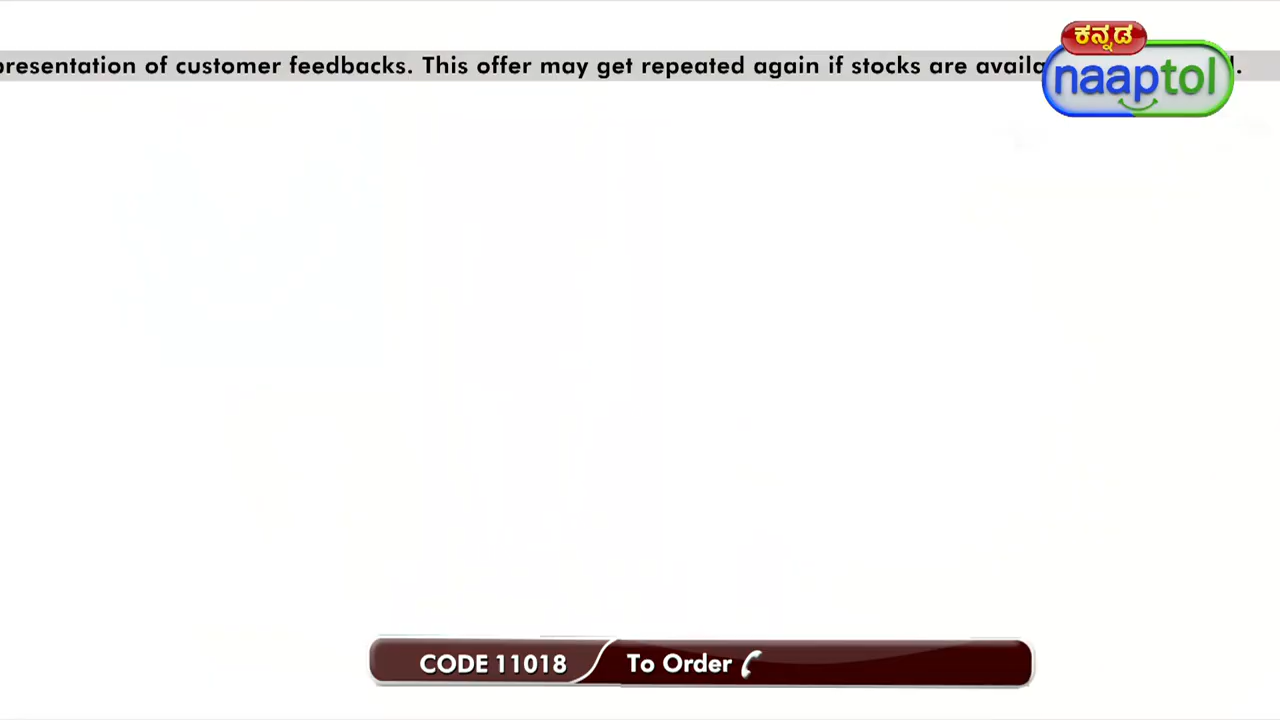 ಕನ್ನಡ
presentation of customer feedbacks. This offer may get repeated again if stocks are
naaptol
CODE 11018 To Order